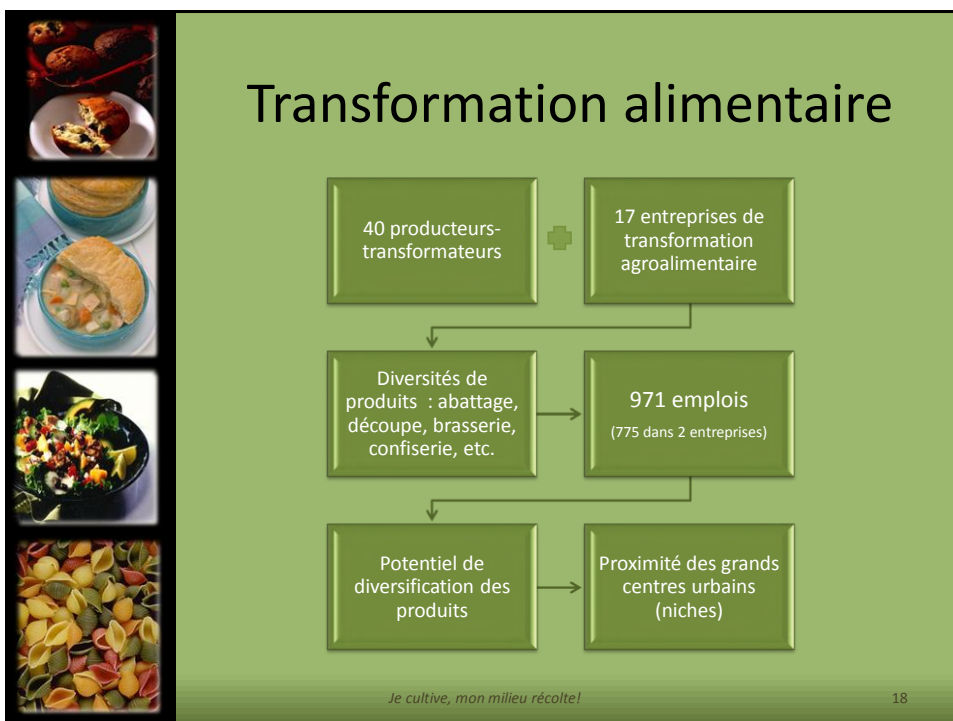 Transformation alimentaire
40 producteurs-
transformateurs
17 entreprises de
transformation
agroalimentaire
Diversités de
produits : abattage,
découpe, brasserie,
confiserie, etc.
971 emplois
(775 dans 2 entreprises)
Potentiel de
diversification des
produits
Proximité des grands
centres urbains
(niches)
Je cultive, mon milieu récolte!
18